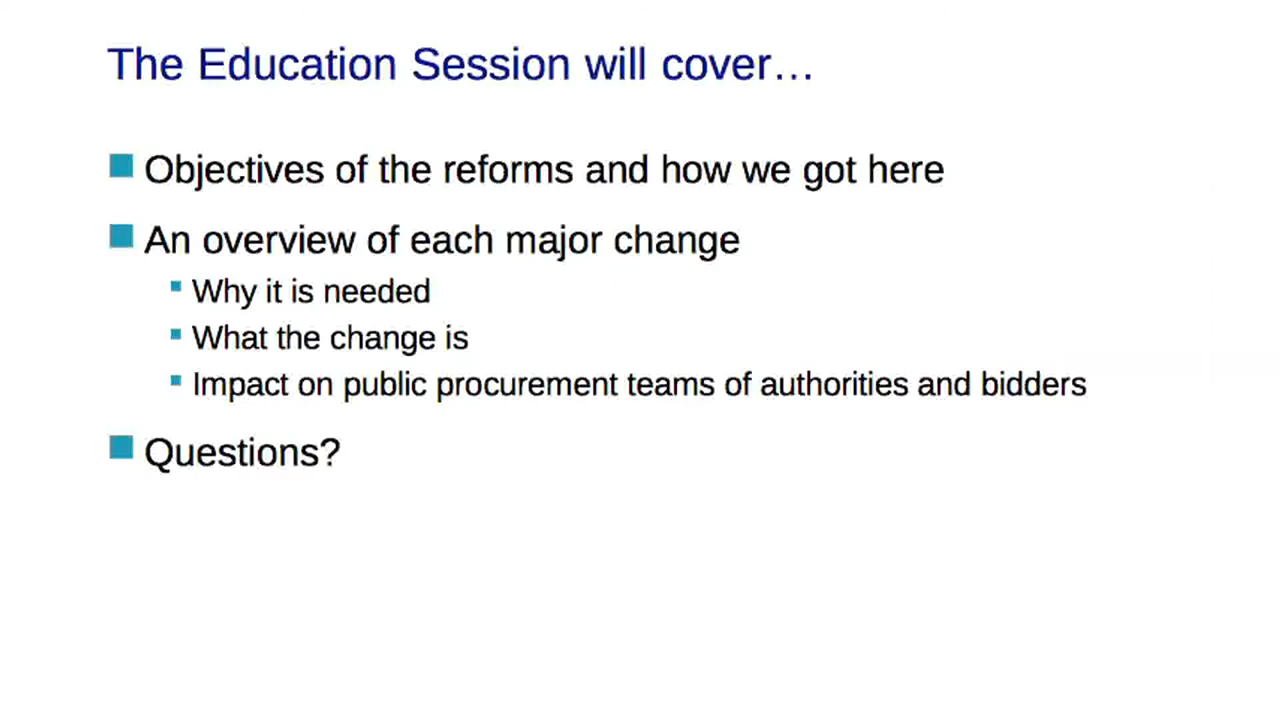 The Education Session will cover…
Objectives of the reforms and how we got here
An overview of each major change
Why it is needed
What the change is
Impact on public procurement teams of authorities and bidders
Questions?